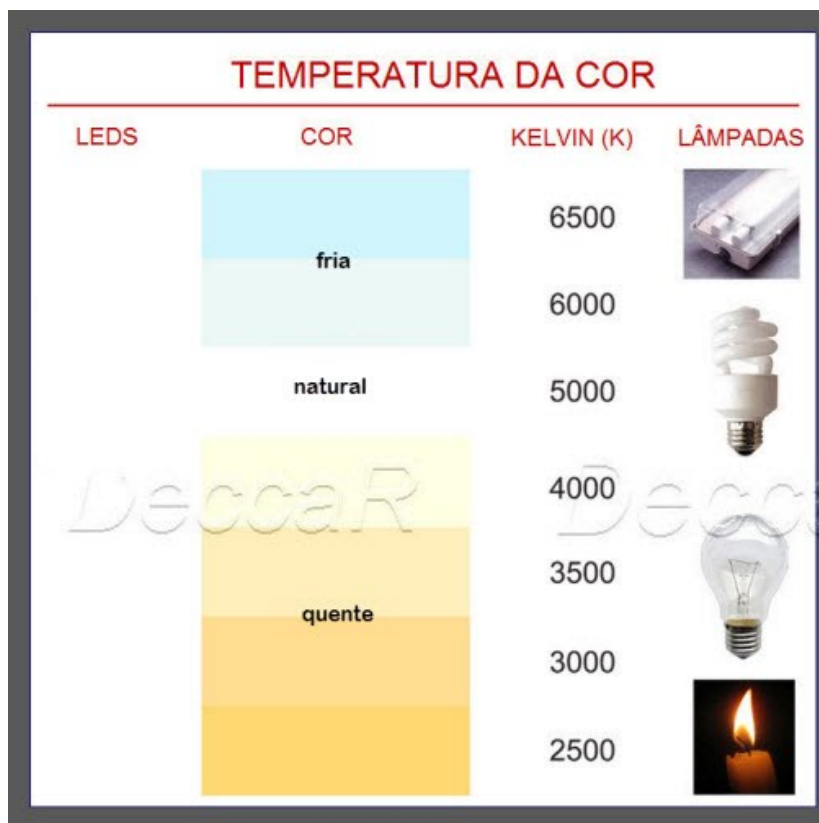 TEMPERATURA DA COR
LEDS COR KELVIN (K) LÂMPADAS
6500
fria
6000
natural 5000
DeccaR
4000
3500
quente
3000
2500